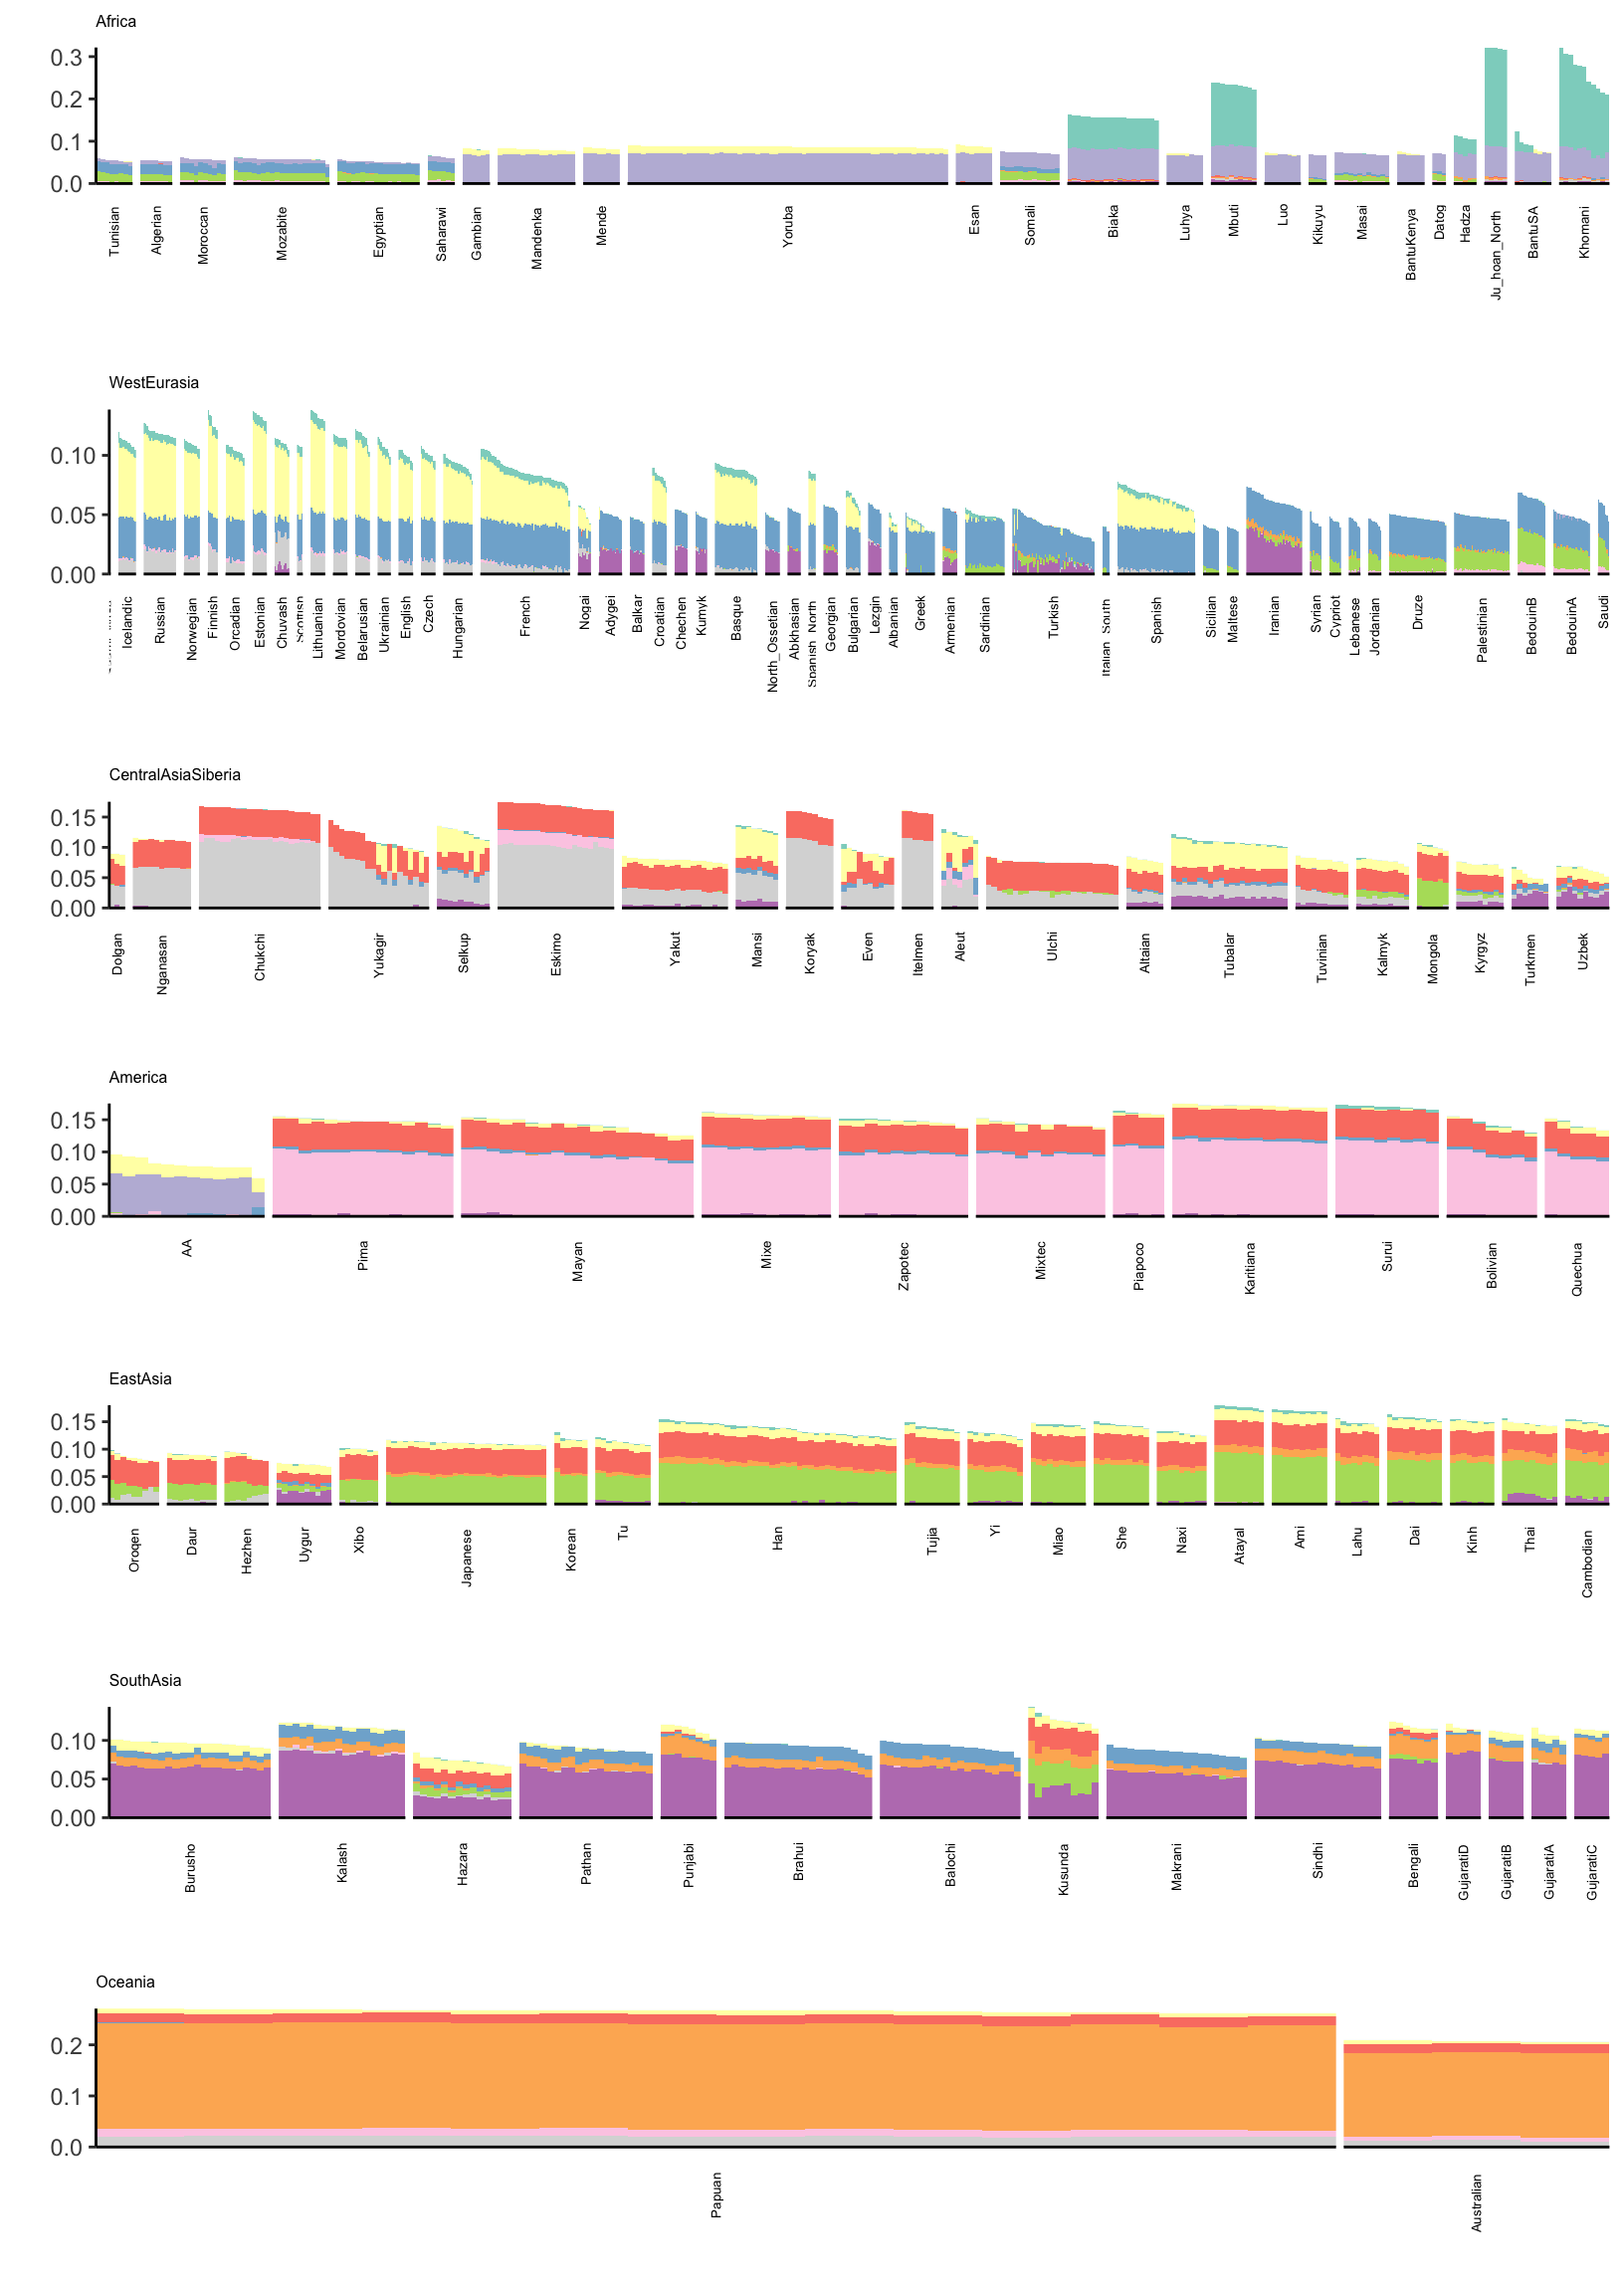 Africa
0.3
0.2
0.1
0.0
Tunisian
Algerian
Moroccan
Mozabite
Egyptian
Saharawi
Gambian
Mandenka
Mende
Yoruba
Esan
Somali
Biaka
Luhya
Mbuti
Luo
Kikuyu
Masai
BantuKenya
Datog
Hadza
Ju_hoan_North
BantuSA
Khomani
WestEurasia
0.10
0.05
0.00
Icelandic
Russian
Norwegian
Finnish
Orcadian
Estonian
Chuvash
Lithuanian
Mordovian
Belarusian
Ukrainian
English
Czech
Hungarian
French
Nogai
Adygei
Balkar
Croatian
Chechen
Kumyk
Basque
North_Ossetian
Abkhasian
Spanish_North
Georgian
Bulgarian
Lezgin
Albanian
Greek
Armenian
Sardinian
Turkish
Italian_South
Spanish
Sicilian
Maltese
Iranian
Syrian
Cypriot
Lebanese
Jordanian
Druze
Palestinian
BedouinB
BedouinA
Saudi
CentralAsiaSiberia
0.15
0.10
0.05
0.00
Dolgan
Nganasan
Chukchi
Yukagir
Selkup
Eskimo
Yakut
Mansi
Koryak
Even
Itelmen
Aleut
Ulchi
Altaian
Tubalar
Tuvinian
Kalmyk
Mongola
Kyrgyz
Turkmen
Uzbek
America
0.15
0.10
0.05
0.00
AA
Pima
Mayan
Mixe
Zapotec
Mixtec
Piapoco
Karitiana
Surui
Bolivian
Quechua
EastAsia
0.15
0.10
0.05
0.00
Oroqen
Daur
Hezhen
Uygur
Xibo
Japanese
Korean
Tu
Han
Tujia
Yi
Miao
She
Naxi
Atayal
Ami
Lahu
Dai
Kinh
Thai
Cambodian
SouthAsia
0.10
0.05
0.00
Burusho
Kalash
Hazara
Pathan
Punjabi
Brahui
Balochi
Kusunda
Makrani
Sindhi
Bengali
GujaratiD
GujaratiB
GujaratiA
GujaratiC
Oceania
0.2
0.1
0.0
Papuan
Australian